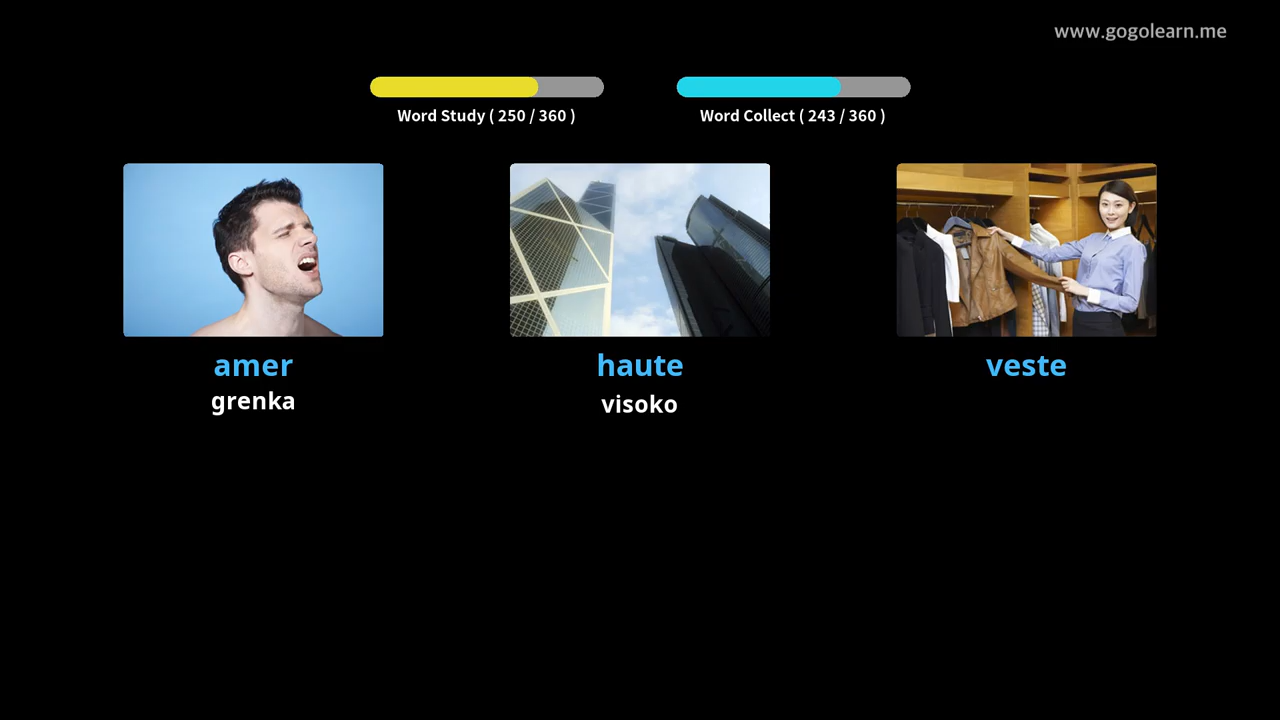 www.gogolearn.me
Word Study ( 250 / 360 )
Word Collect ( 243 / 360 )
amer
grenka
haute
visoko
veste